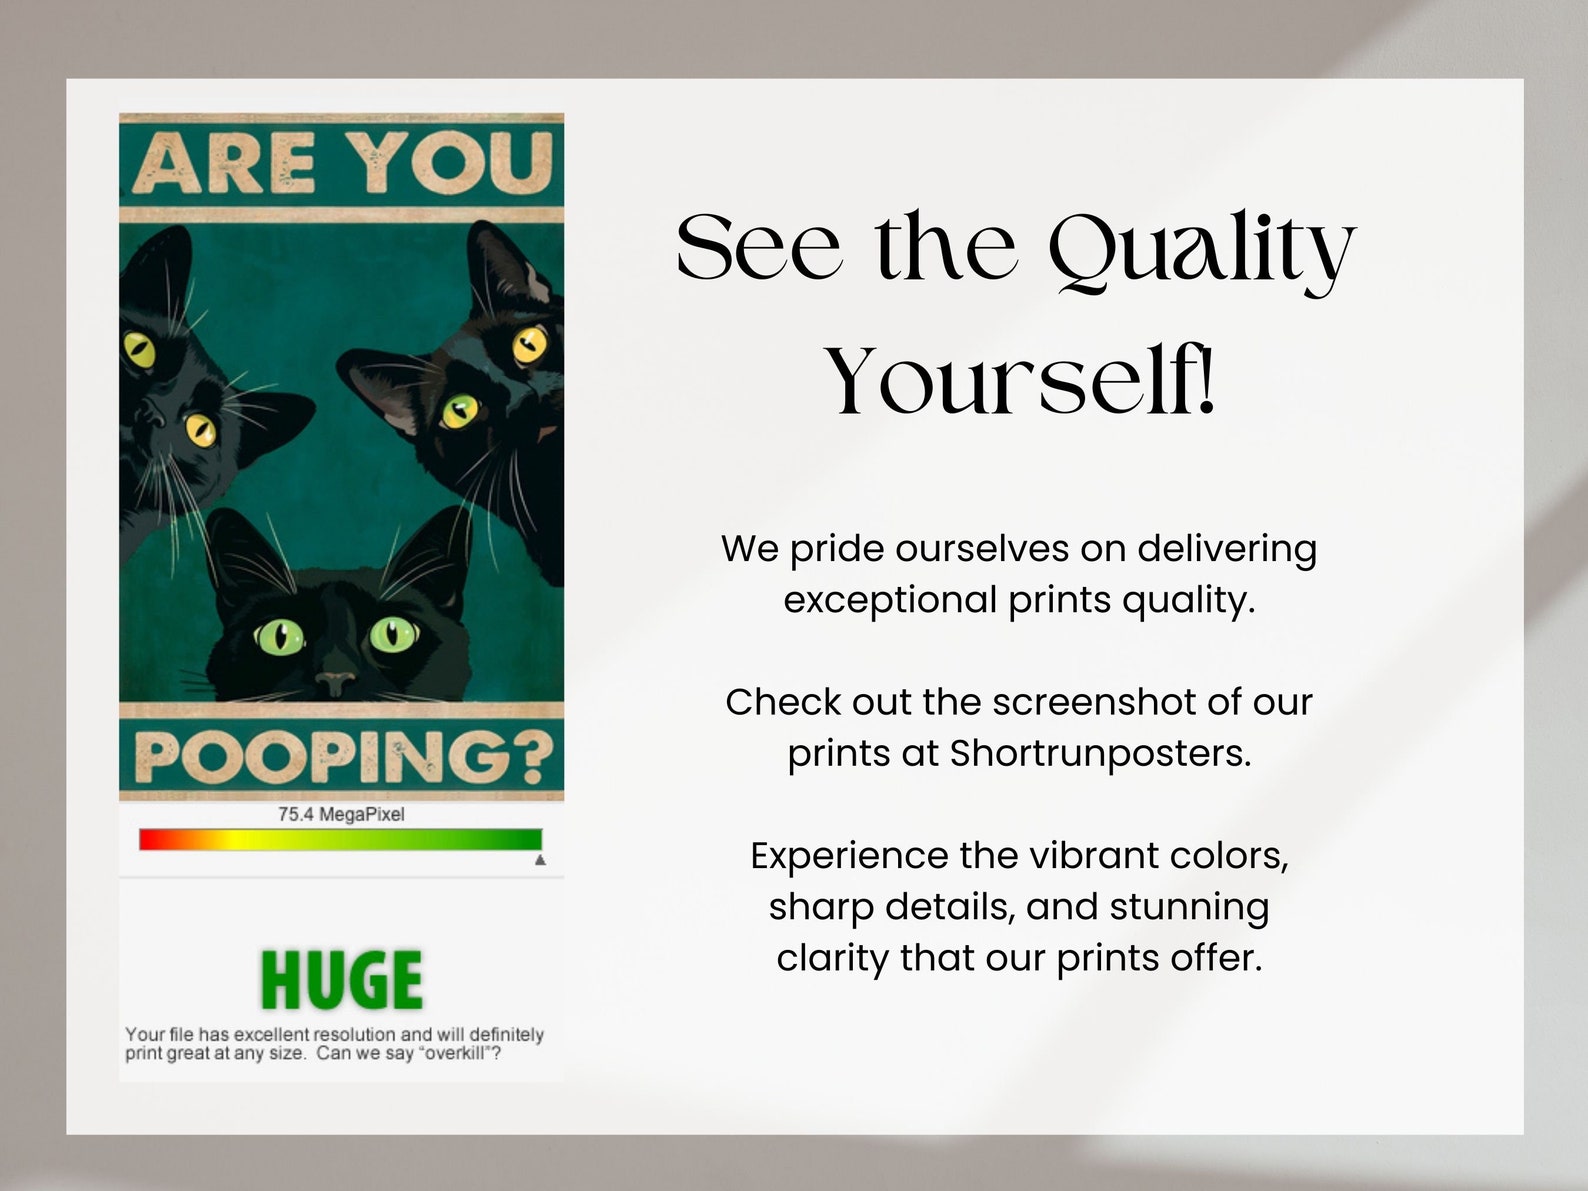 ARE YOU
POOPING?
75.4 MegaPixel
HUGE
Your file has excellent resolution and will definitely
print great at any size. Can we say “overkill”?
See the Quality
Yourself!
We pride ourselves on delivering
exceptional prints quality.
Check out the screenshot of our
prints at Shortrunposters.
Experience the vibrant colors,
sharp details, and stunning
clarity that our prints offer.